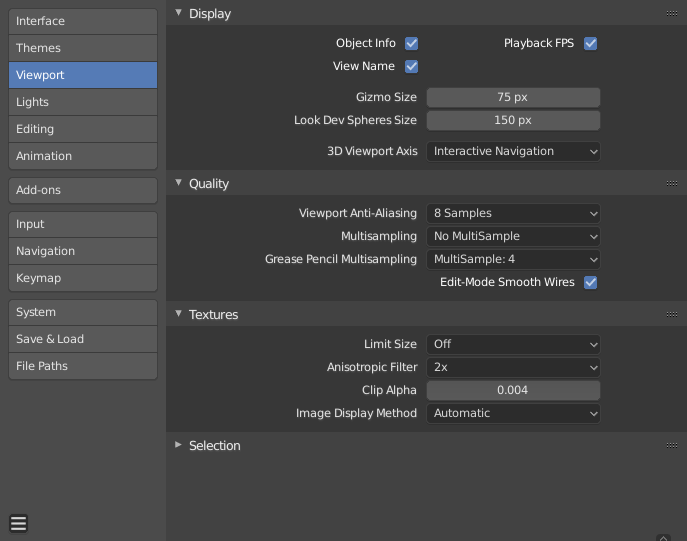 Interface
Themes
Viewport
Lights
Editing
Animation
Add-ons
Input
Navigation
Keymap
System
Save & Load
File Paths
Display
Object Info Playback FPS
View Name
Gizmo Size 75 px
Look Dev Spheres Size 150 px
3D Viewport Axis Interactive Navigation
Quality
Viewport Anti-Aliasing 8 Samples
Multisampling No MultiSample
Grease Pencil Multisampling MultiSample: 4
Edit-Mode Smooth Wires
Textures
Limit Size Off
Anisotropic Filter 2x
Clip Alpha 0.004
Image Display Method Automatic
Selection